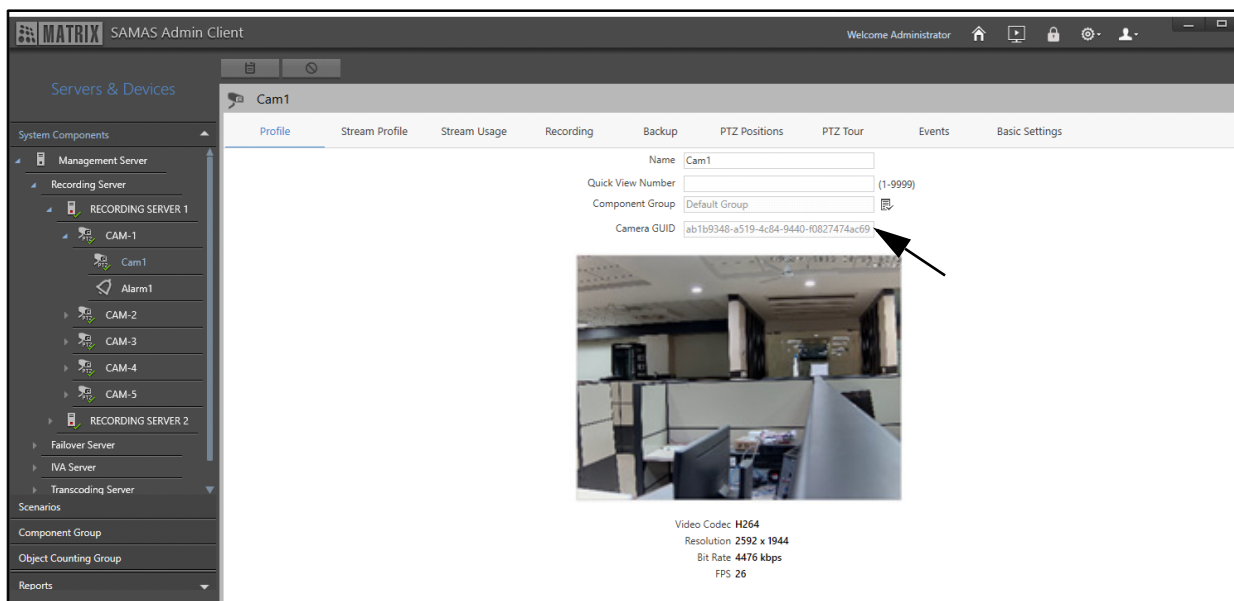 MATRIX SAMAS Admin Client
Welcome Administrator
Servers & Devices
System Components
Management Server
Recording Server
RECORDING SERVER 1
CAM-1
Cam1
Alarm1
CAM-2
CAM-3
CAM-4
CAM-5
RECORDING SERVER 2
Failover Server
IVA Server
Transcoding Server
Scenarios
Component Group
Object Counting Group
Reports
Cam1
Profile Stream Profile Stream Usage Recording Backup PTZ Positions PTZ Tour Events Basic Settings
Name Cam1
Quick View Number (1-9999)
Component Group Default Group
Camera GUID ab1b9348-a519-4c84-9440-f0827474ac69
Video Codec H264
Resolution 2592 x 1944
Bit Rate 4476 kbps
FPS 26